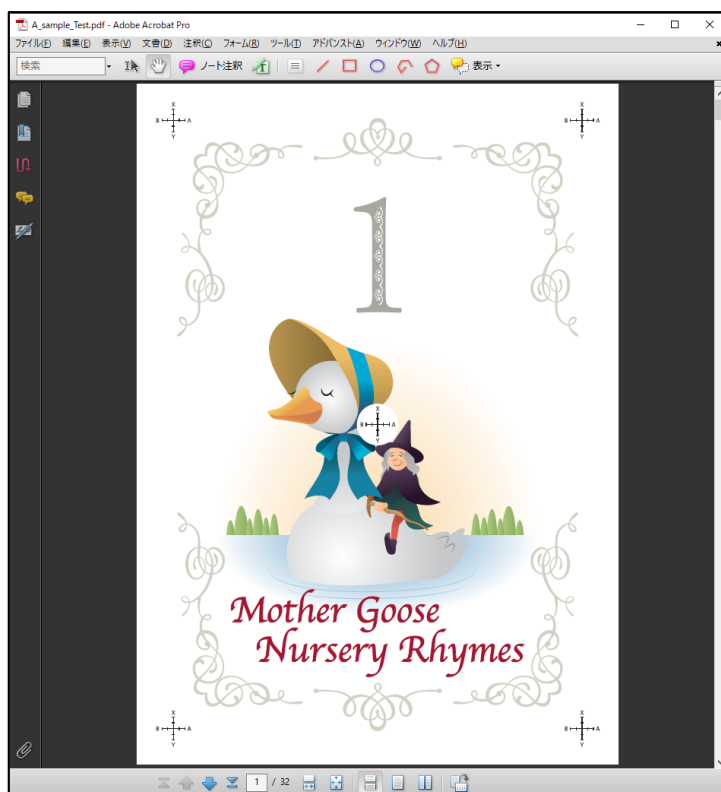 A_sample_Test.pdf - Adobe Acrobat Pro
ファイル(F) 編集(E) 表示(V) 文書(D) 注釈(C) フォーム(R) ツール(T) アドバンスト(A) ウィンドウ(W) ヘルプ(H)
検索 ノート注釈 T 表示
X X
B A B A
Y Y
1
X
B A
Y
Mother Goose
Nursery Rhymes
X X
B A B A
Y Y
1 / 32